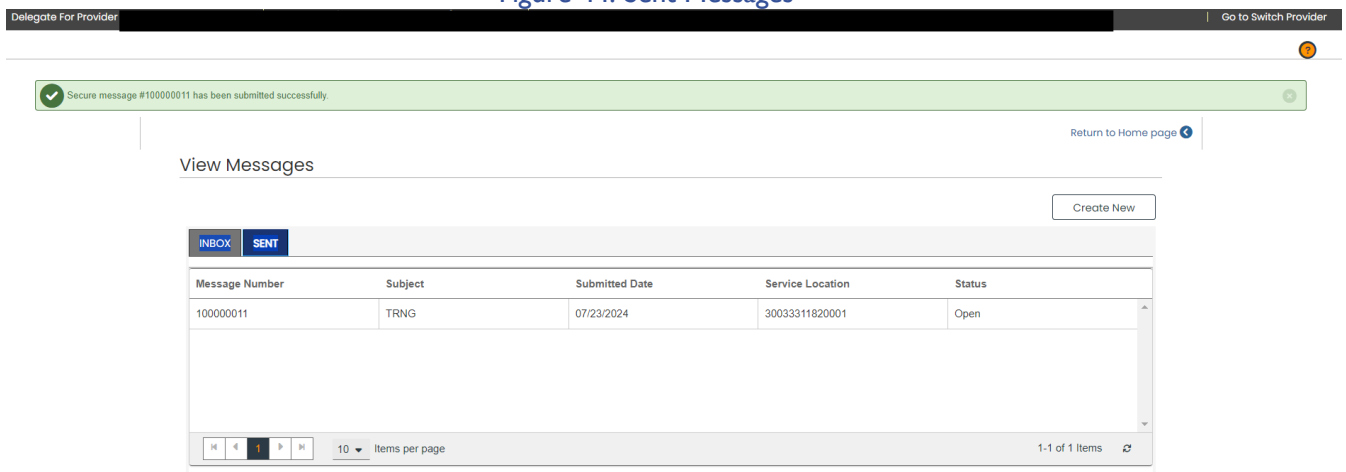 Sent Messages
Delegate For Provider
| Go to Switch Provider
?
Secure message #100000011 has been submitted successfully.
Return to Home page
View Messages
Create New
INBOX SENT
Message Number Subject Submitted Date Service Location Status
100000011 TRNG 07/23/2024 30033311820001 Open
1 10 Items per page 1-1 of 1 Items